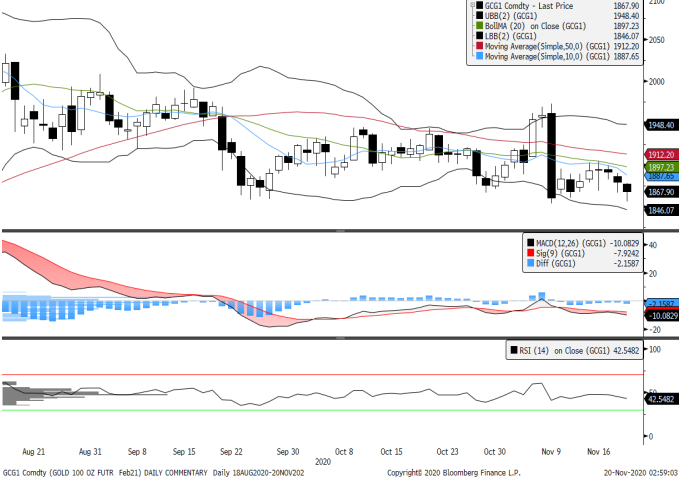 GCG1 Comdty - Last Price 1867.90
UBB(2) (GCG1) 1948.40
BollMA (20) on Close (GCG1) 1897.23
LBB(2) (GCG1) 1846.07
Moving Average(Simple,50,0) (GCG1) 1912.20
Moving Average(Simple,10,0) (GCG1) 1887.65
2100
2050
2000
1948.40
1912.20
1897.23
1887.65
1867.90
1846.07
MACD(12,26) (GCG1) -10.0829
Sig(9) (GCG1) -7.9242
Diff (GCG1) -2.1587
40
20
-2.1587
-10.0829
-20
RSI (14) on Close (GCG1) 42.5482
100
50
42.5482
0
Aug 21 Aug 31 Sep 8 Sep 15 Sep 22 Sep 30 Oct 8 Oct 15 Oct 22 Oct 30 Nov 9 Nov 16
2020
GCG1 Comdty (GOLD 100 OZ FUTR Feb21) DAILY COMMENTARY Daily 18AUG2020-20NOV202 Copyright© 2020 Bloomberg Finance L.P. 20-Nov-2020 02:59:03